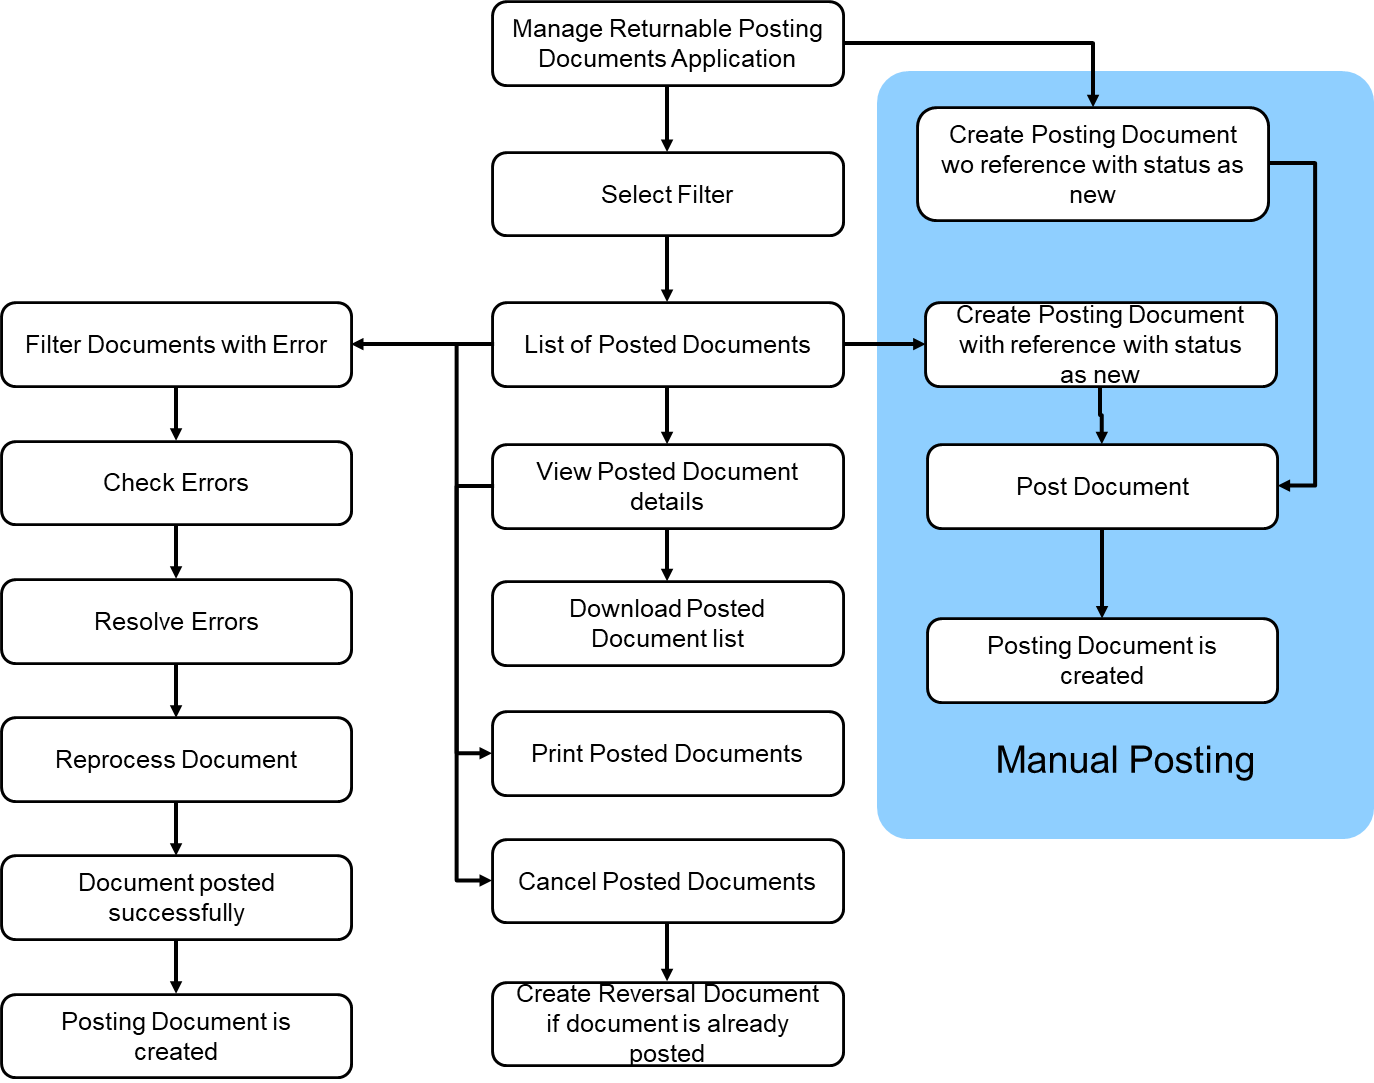 Manage Returnable Posting
Documents Application
Create Posting Document
wo reference with status as
new
Select Filter
Filter Documents with Error
List of Posted Documents
Create Posting Document
with reference with status
as new
Check Errors
View Posted Document
details
Post Document
Resolve Errors
Download Posted
Document list
Posting Document is
created
Reprocess Document
Print Posted Documents
Manual Posting
Document posted
successfully
Cancel Posted Documents
Posting Document is
created
Create Reversal Document
if document is already
posted